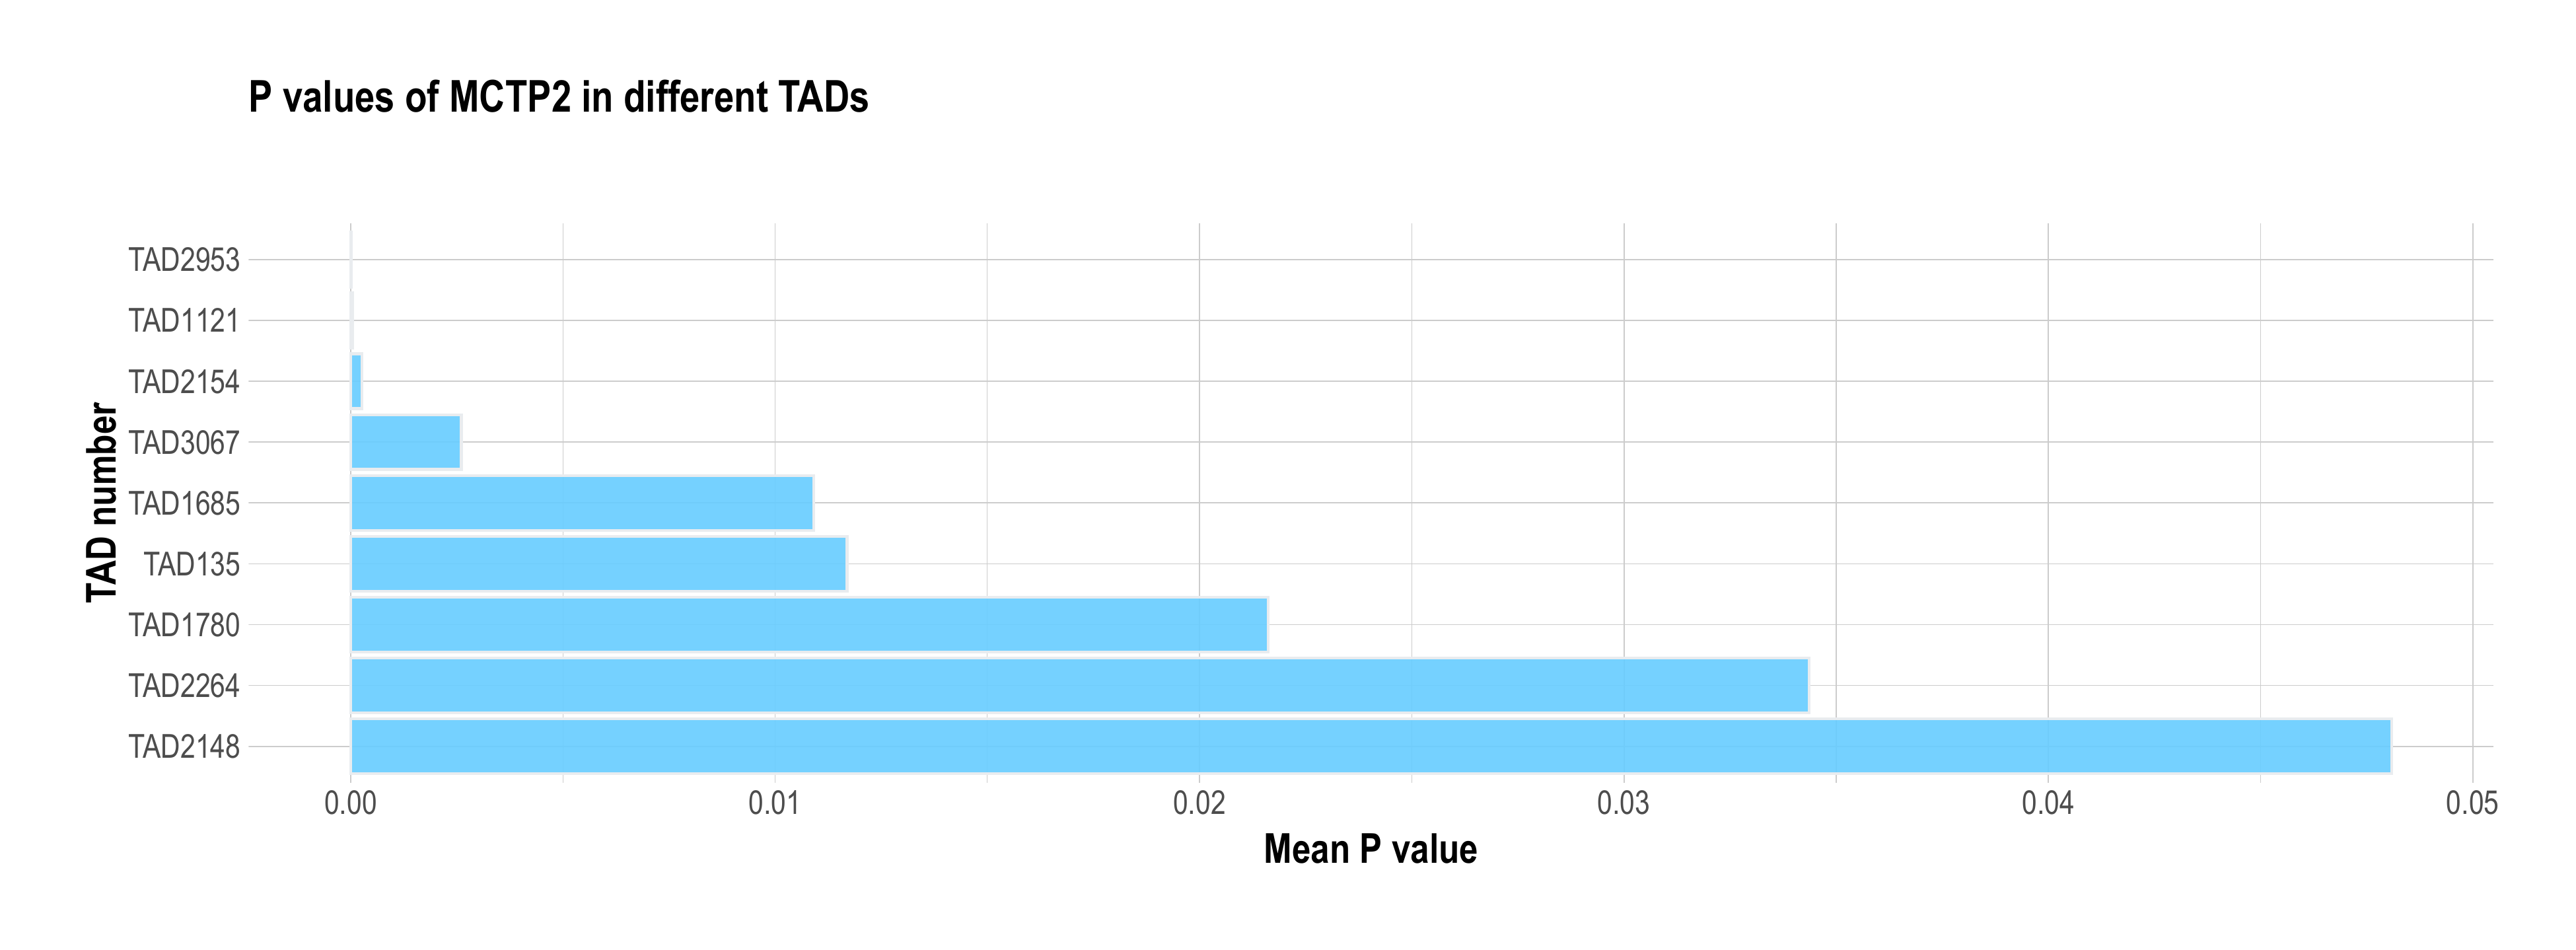 P values of MCTP2 in different TADs
TAD number
TAD2953
TAD1121
TAD2154
TAD3067
TAD1685
TAD135
TAD1780
TAD2264
TAD2148
0.00 0.01 0.02 0.03 0.04 0.05
Mean P value